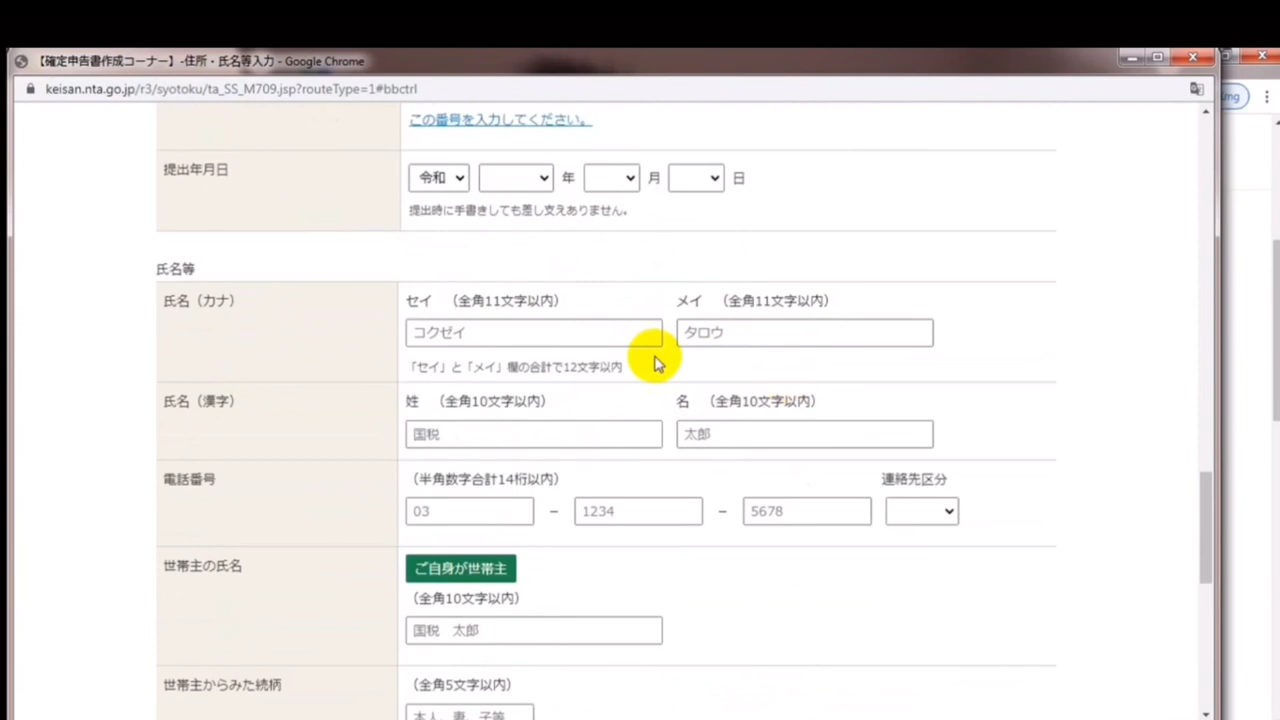 【確定申告書作成コーナー】-住所・氏名等入力 - Google Chrome
keisan.nta.go.jp/r3/syotoku/ta_SS_M709.jsp?routeType=1#bbctrl
この番号を入力してください。
提出年月日
令和 年 月 日
提出時に手書きしても差し支えありません。
氏名等
氏名（カナ）
セイ （全角11文字以内） メイ （全角11文字以内）
コクゼイ タロウ
「セイ」と「メイ」欄の合計で12文字以内
氏名（漢字）
姓 （全角10文字以内） 名 （全角10文字以内）
国税 太郎
電話番号
（半角数字合計14桁以内） 連絡先区分
03 － 1234 － 5678
世帯主の氏名
ご自身が世帯主
（全角10文字以内）
国税　太郎
世帯主からみた続柄
（全角5文字以内）
本人、妻、子等